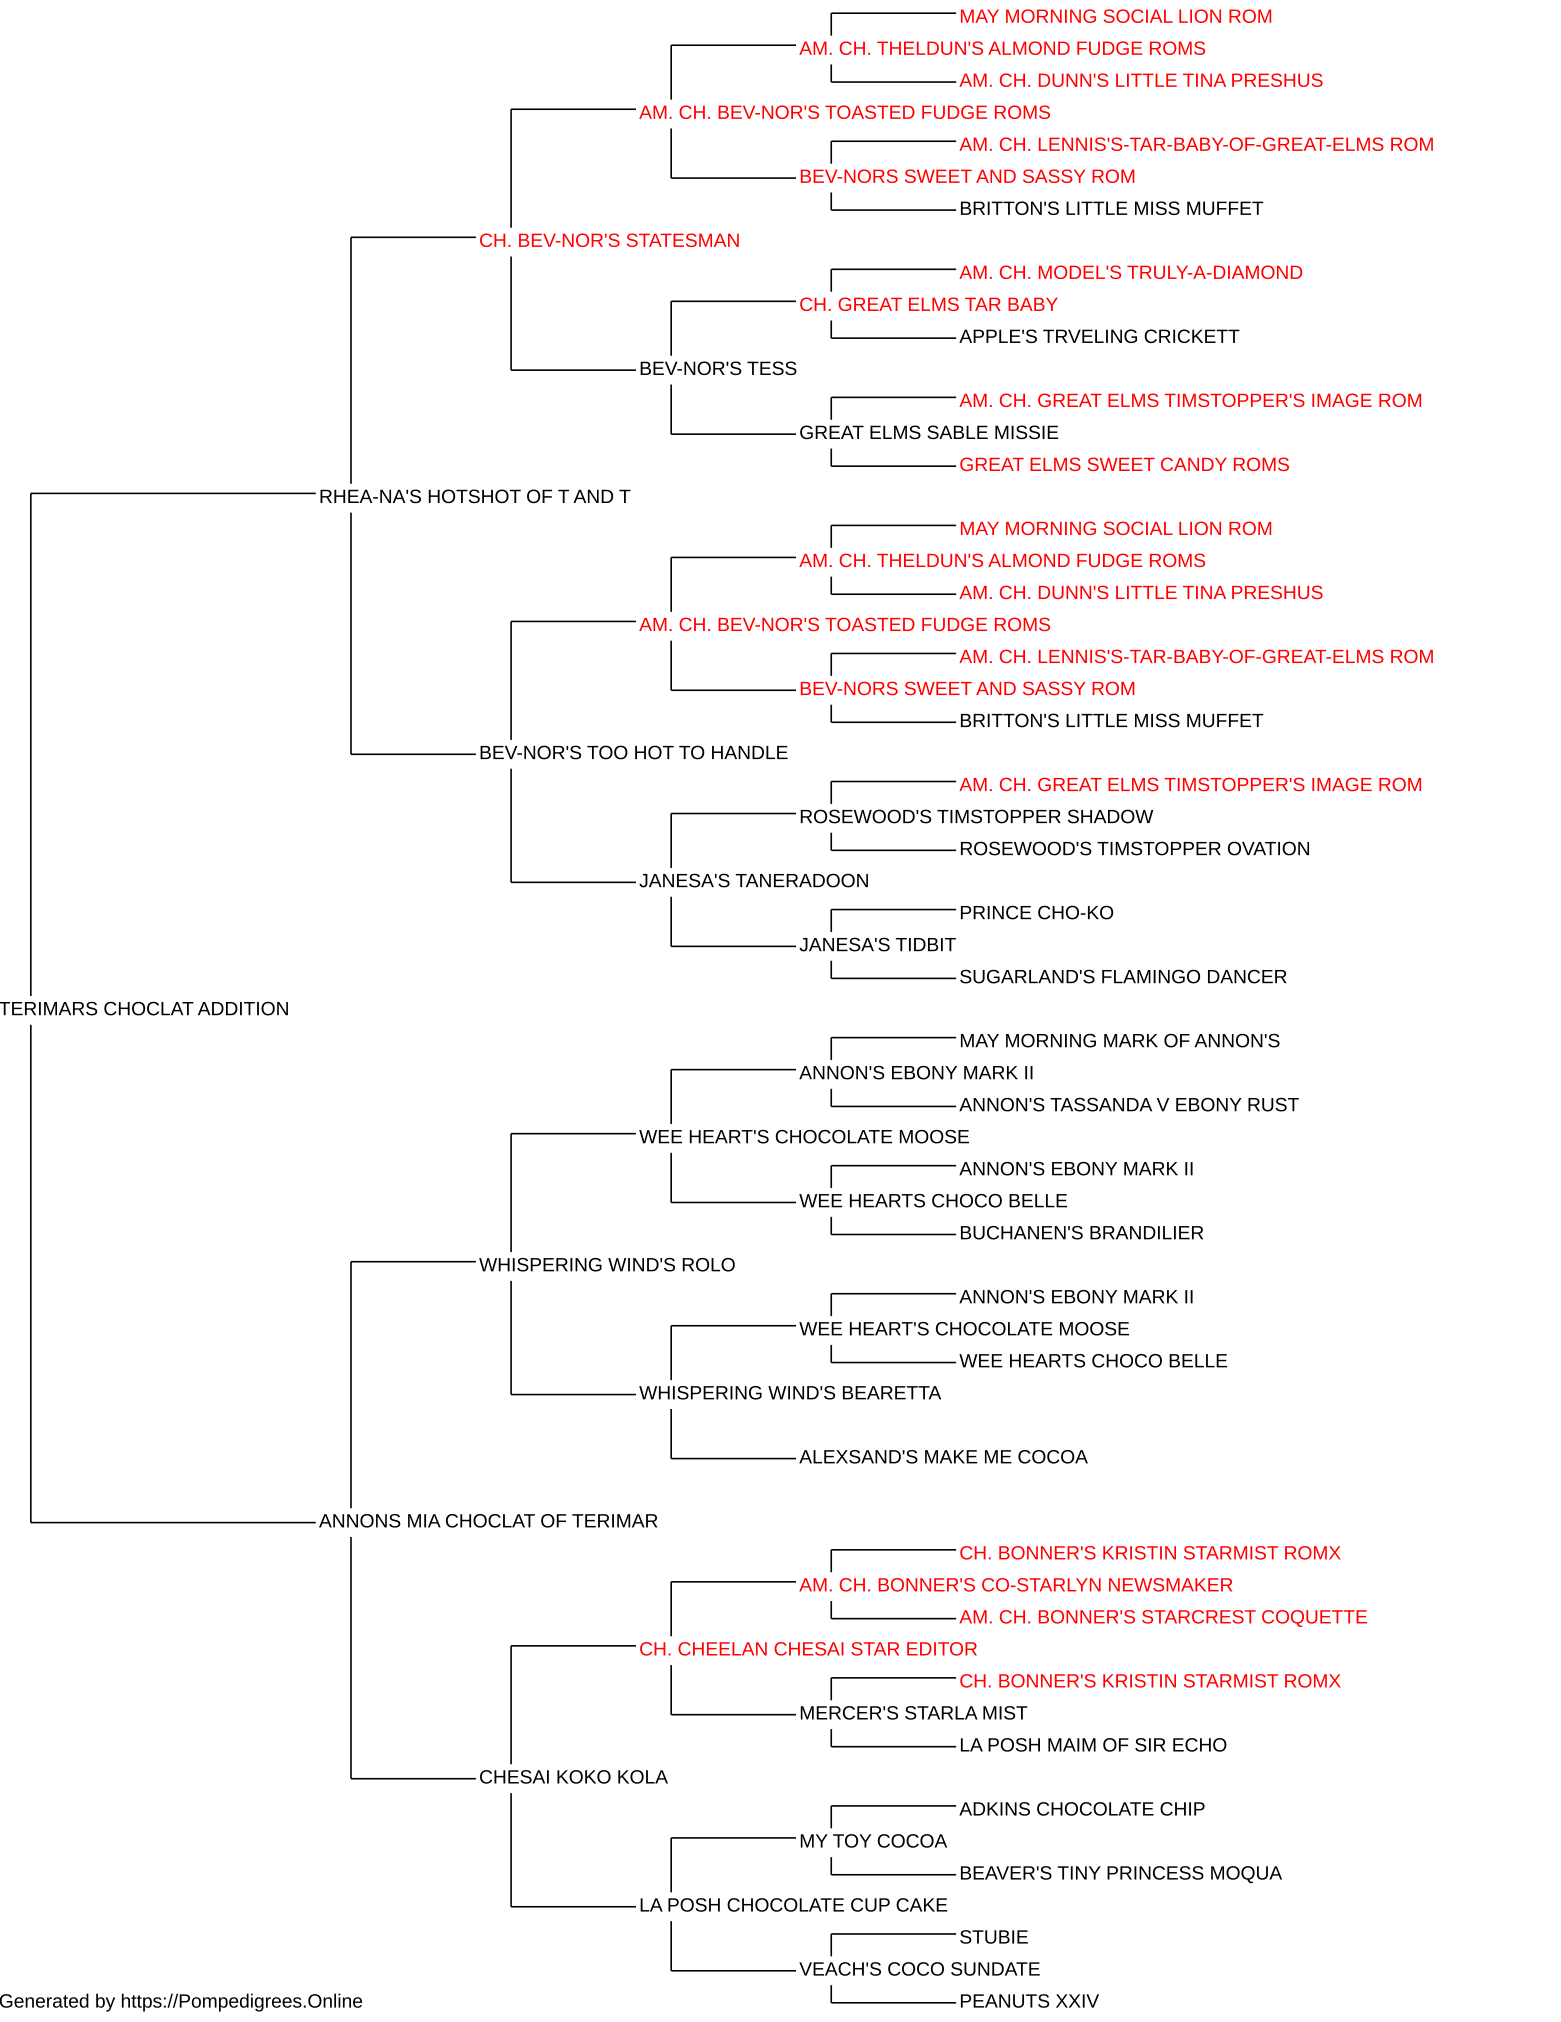 MAY MORNING SOCIAL LION ROM
AM. CH. THELDUN'S ALMOND FUDGE ROMS
AM. CH. DUNN'S LITTLE TINA PRESHUS
AM. CH. BEV-NOR'S TOASTED FUDGE ROMS
AM. CH. LENNIS'S-TAR-BABY-OF-GREAT-ELMS ROM
BEV-NORS SWEET AND SASSY ROM
BRITTON'S LITTLE MISS MUFFET
CH. BEV-NOR'S STATESMAN
AM. CH. MODEL'S TRULY-A-DIAMOND
CH. GREAT ELMS TAR BABY
APPLE'S TRVELING CRICKETT
BEV-NOR'S TESS
AM. CH. GREAT ELMS TIMSTOPPER'S IMAGE ROM
GREAT ELMS SABLE MISSIE
GREAT ELMS SWEET CANDY ROMS
RHEA-NA'S HOTSHOT OF T AND T
MAY MORNING SOCIAL LION ROM
AM. CH. THELDUN'S ALMOND FUDGE ROMS
AM. CH. DUNN'S LITTLE TINA PRESHUS
AM. CH. BEV-NOR'S TOASTED FUDGE ROMS
AM. CH. LENNIS'S-TAR-BABY-OF-GREAT-ELMS ROM
BEV-NORS SWEET AND SASSY ROM
BRITTON'S LITTLE MISS MUFFET
BEV-NOR'S TOO HOT TO HANDLE
AM. CH. GREAT ELMS TIMSTOPPER'S IMAGE ROM
ROSEWOOD'S TIMSTOPPER SHADOW
ROSEWOOD'S TIMSTOPPER OVATION
JANESA'S TANERADOON
PRINCE CHO-KO
JANESA'S TIDBIT
SUGARLAND'S FLAMINGO DANCER
TERIMARS CHOCLAT ADDITION
MAY MORNING MARK OF ANNON'S
ANNON'S EBONY MARK II
ANNON'S TASSANDA V EBONY RUST
WEE HEART'S CHOCOLATE MOOSE
ANNON'S EBONY MARK II
WEE HEARTS CHOCO BELLE
BUCHANEN'S BRANDILIER
WHISPERING WIND'S ROLO
ANNON'S EBONY MARK II
WEE HEART'S CHOCOLATE MOOSE
WEE HEARTS CHOCO BELLE
WHISPERING WIND'S BEARETTA
ALEXSAND'S MAKE ME COCOA
ANNONS MIA CHOCLAT OF TERIMAR
CH. BONNER'S KRISTIN STARMIST ROMX
AM. CH. BONNER'S CO-STARLYN NEWSMAKER
AM. CH. BONNER'S STARCREST COQUETTE
CH. CHEELAN CHESAI STAR EDITOR
CH. BONNER'S KRISTIN STARMIST ROMX
MERCER'S STARLA MIST
LA POSH MAIM OF SIR ECHO
CHESAI KOKO KOLA
ADKINS CHOCOLATE CHIP
MY TOY COCOA
BEAVER'S TINY PRINCESS MOQUA
LA POSH CHOCOLATE CUP CAKE
STUBIE
VEACH'S COCO SUNDATE
PEANUTS XXIV
Generated by https://Pompedigrees.Online